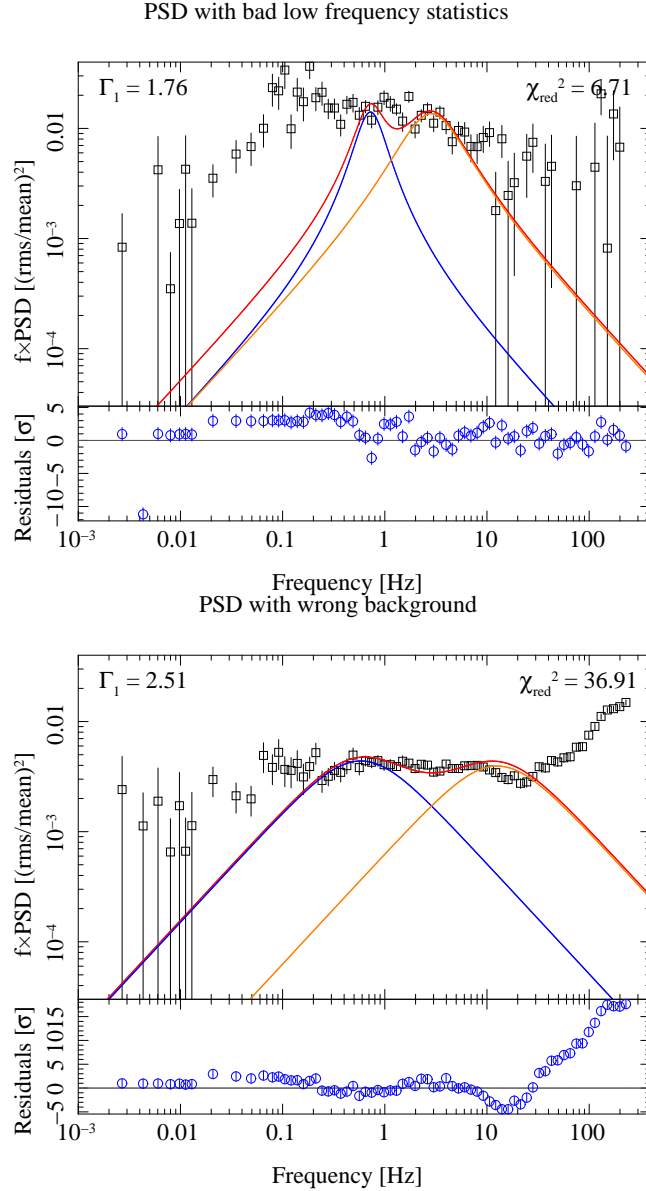 PSD with bad low frequency statistics
Γ₁ = 1.76
χ_red² = 6.71
0.01
10⁻³
10⁻⁴
f×PSD [(rms/mean)²]
5
0
−5
−10
Residuals [σ]
10⁻³ 0.01 0.1 1 10 100
Frequency [Hz]
PSD with wrong background
Γ₁ = 2.51
χ_red² = 36.91
0.01
10⁻³
10⁻⁴
f×PSD [(rms/mean)²]
15
10
5
0
−5
Residuals [σ]
10⁻³ 0.01 0.1 1 10 100
Frequency [Hz]